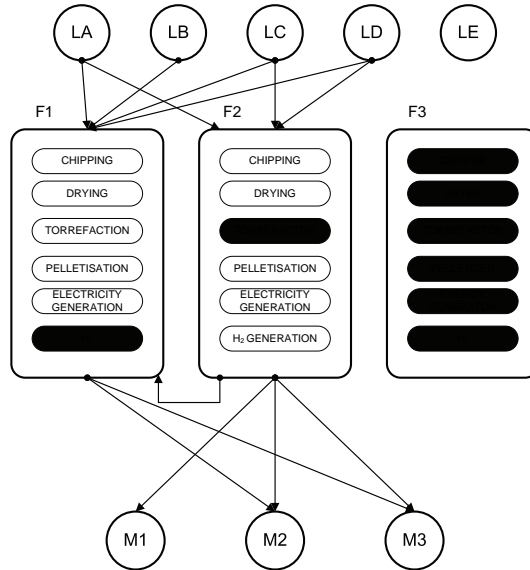 LA
LB
LC
LD
LE
F1
F2
F3
CHIPPING
DRYING
TORREFACTION
PELLETISATION
ELECTRICITY
GENERATION
CHIPPING
DRYING
PELLETISATION
ELECTRICITY
GENERATION
H₂ GENERATION
M1
M2
M3